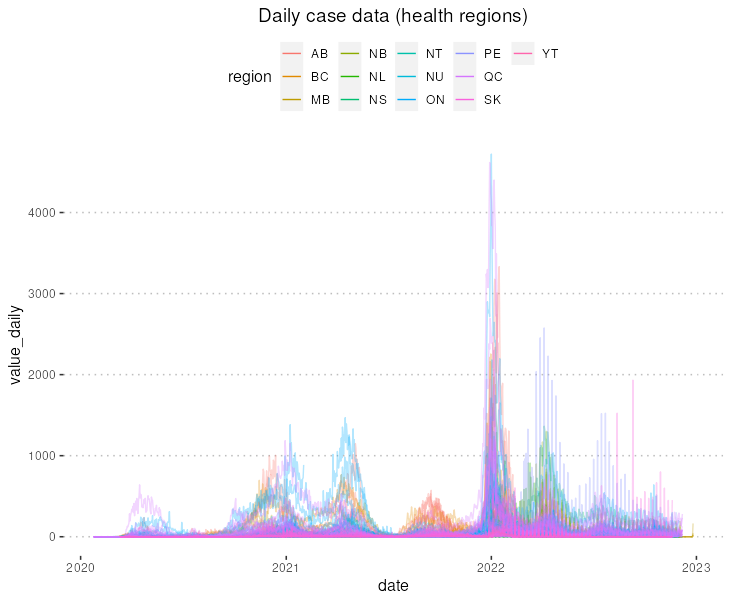 Daily case data (health regions)
region
AB NB NT PE YT
BC NL NU QC
MB NS ON SK
4000
3000
2000
1000
0
value_daily
2020 2021 2022 2023
date